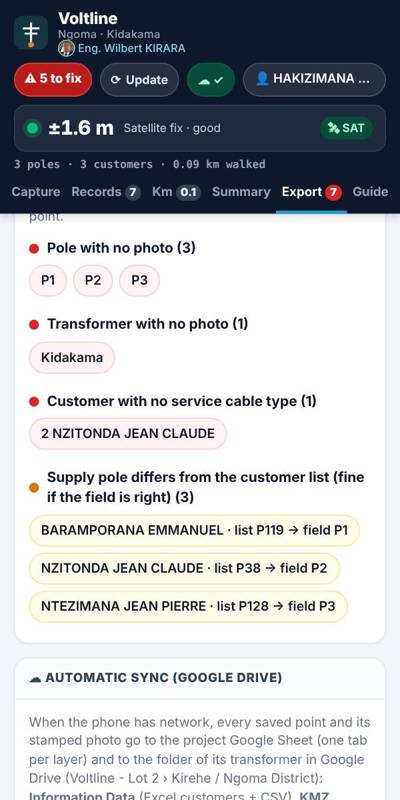 Voltline
Ngoma · Kidakama
Eng. Wilbert KIRARA
⚠ 5 to fix
⟳ Update
☁ ✓
👤 HAKIZIMANA ...
±1.6 m
Satellite fix · good
🛰 SAT
3 poles · 3 customers · 0.09 km walked
Capture Records 7 Km 0.1 Summary Export 7 Guide
point.
Pole with no photo (3)
P1 P2 P3
Transformer with no photo (1)
Kidakama
Customer with no service cable type (1)
2 NZITONDA JEAN CLAUDE
Supply pole differs from the customer list (fine
if the field is right) (3)
BARAMPORANA EMMANUEL · list P119 → field P1
NZITONDA JEAN CLAUDE · list P38 → field P2
NTEZIMANA JEAN PIERRE · list P128 → field P3
☁ AUTOMATIC SYNC (GOOGLE DRIVE)
When the phone has network, every saved point and its
stamped photo go to the project Google Sheet (one tab
per layer) and to the folder of its transformer in Google
Drive (Voltline - Lot 2 › Kirehe / Ngoma District):
Information Data (Excel customers + CSV), KMZ